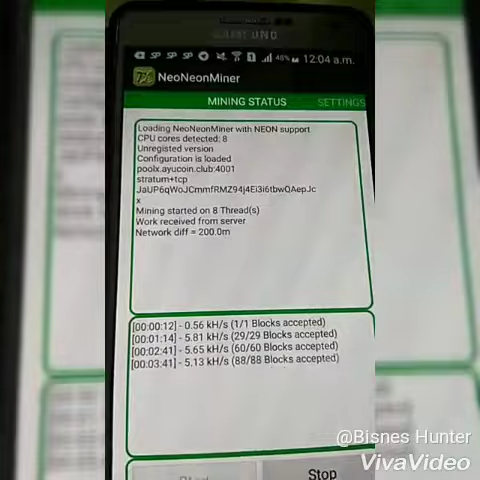 SAMSUNG
48% 12:04 a.m.
NeoNeonMiner
MINING STATUS SETTINGS
Loading NeoNeonMiner with NEON support
CPU cores detected: 8
Unregisted version
Configuration is loaded
poolx.ayucoin.club:4001
stratum+tcp
JaUP6qWoJCmmfRMZ94j4Ei3i6tbwQAepJc
x
Mining started on 8 Thread(s)
Work received from server
Network diff = 200.0m
[00:00:12] - 0.56 kH/s (1/1 Blocks accepted)
[00:01:14] - 5.81 kH/s (29/29 Blocks accepted)
[00:02:41] - 5.65 kH/s (60/60 Blocks accepted)
[00:03:41] - 5.13 kH/s (88/88 Blocks accepted)
Start Stop
@Bisnes Hunter
VivaVideo